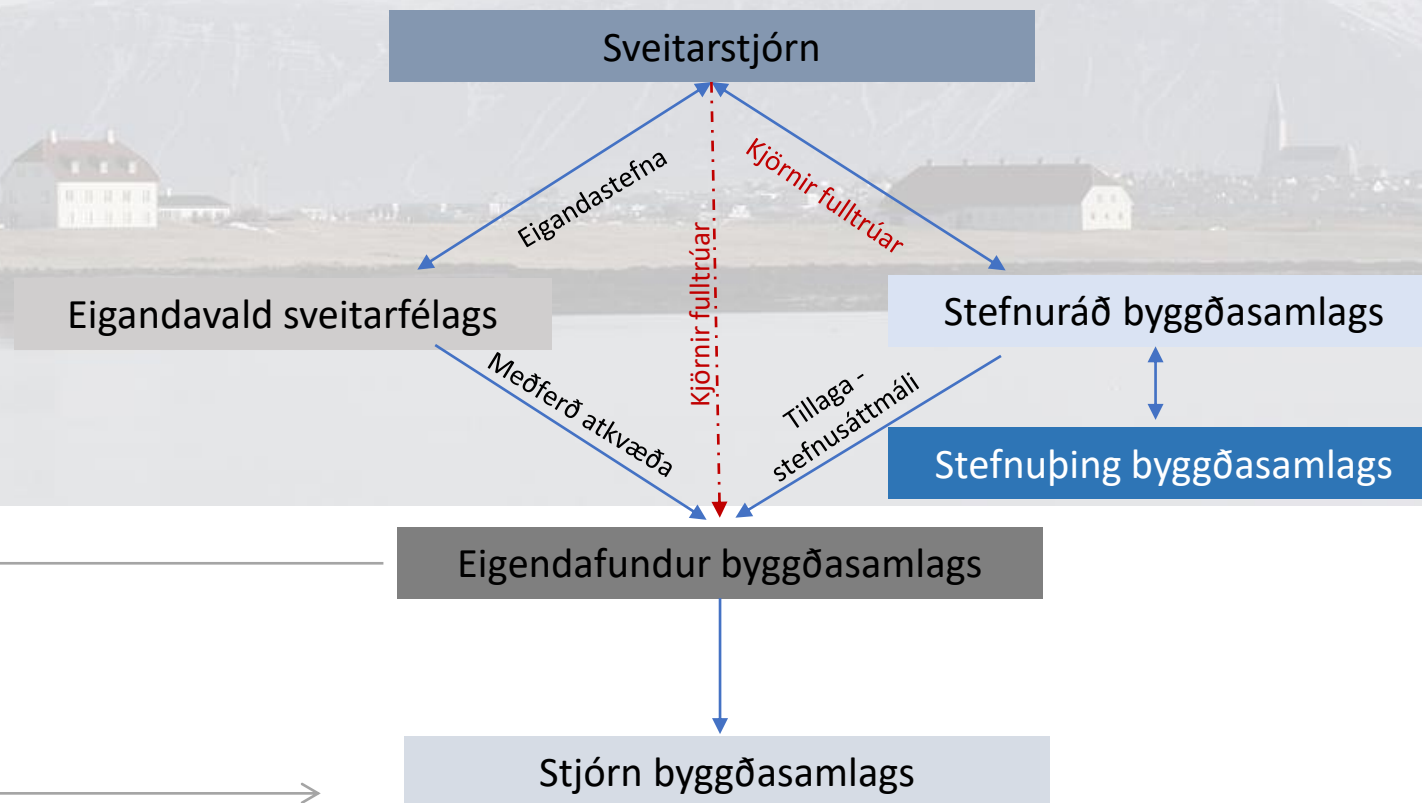 Sveitarstjórn
Eigandastefna
Kjörnir fulltrúar
Kjörnir fulltrúar
Eigandavald sveitarfélags
Stefnuráð byggðasamlags
Meðferð atkvæða
Tillaga -
stefnusáttmáli
Stefnuþing byggðasamlags
Eigendafundur byggðasamlags
Stjórn byggðasamlags